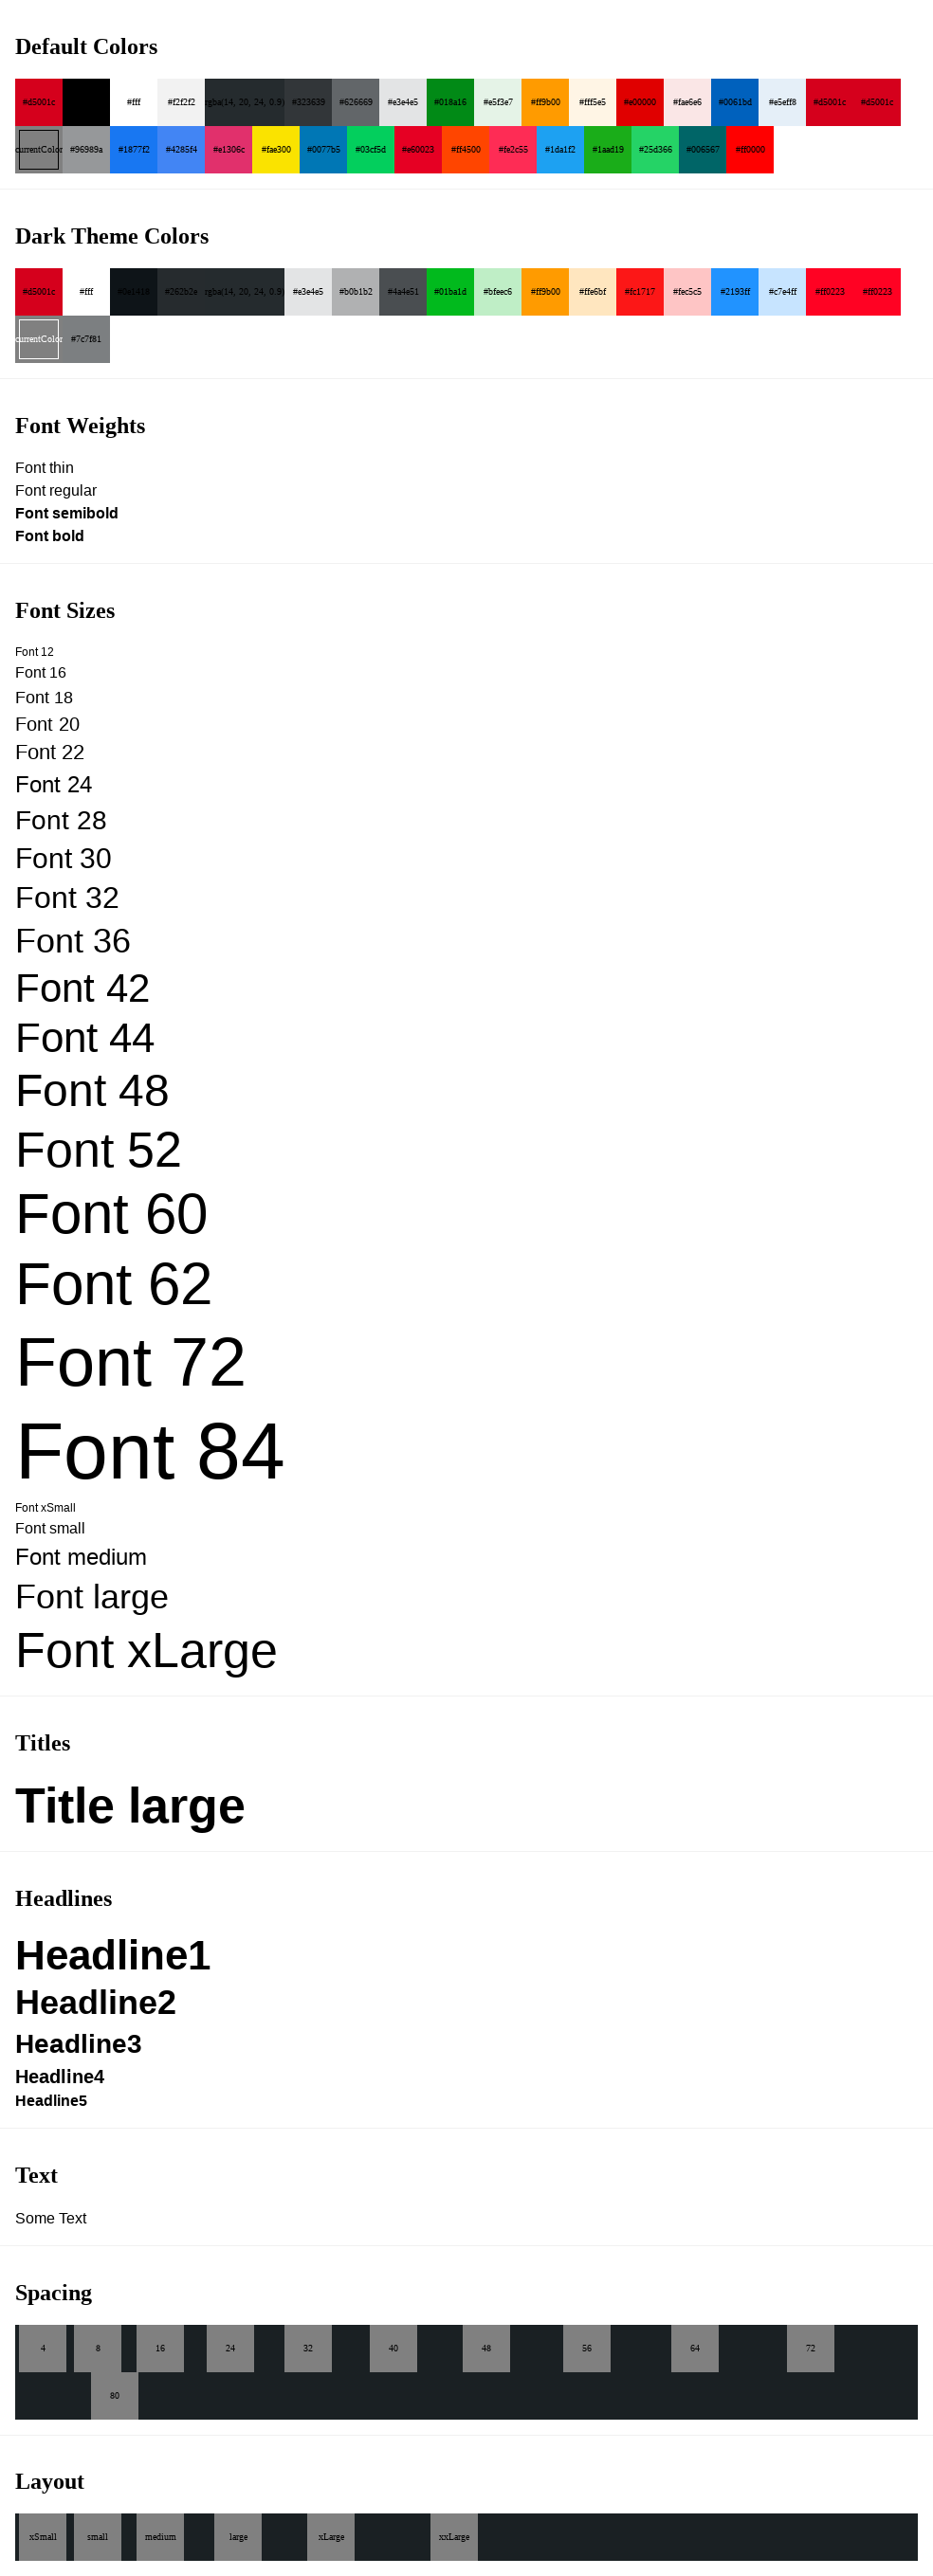 Default Colors
#d5001c #fff #f2f2f2 rgba(14, 20, 24, 0.9) #323639 #626669 #e3e4e5 #018a16 #e5f3e7 #ff9b00 #fff5e5 #e00000 #fae6e6 #0061bd #e5eff8 #d5001c #d5001c
currentColor #96989a #1877f2 #4285f4 #e1306c #fae300 #0077b5 #03cf5d #e60023 #ff4500 #fe2c55 #1da1f2 #1aad19 #25d366 #006567 #ff0000
Dark Theme Colors
#d5001c #fff #0e1418 #262b2e rgba(14, 20, 24, 0.9) #e3e4e5 #b0b1b2 #4a4e51 #01ba1d #bfeec6 #ff9b00 #ffe6bf #fc1717 #fec5c5 #2193ff #c7e4ff #ff0223 #ff0223
currentColor #7c7f81
Font Weights
Font thin
Font regular
Font semibold
Font bold
Font Sizes
Font 12
Font 16
Font 18
Font 20
Font 22
Font 24
Font 28
Font 30
Font 32
Font 36
Font 42
Font 44
Font 48
Font 52
Font 60
Font 62
Font 72
Font 84
Font xSmall
Font small
Font medium
Font large
Font xLarge
Titles
Title large
Headlines
Headline1
Headline2
Headline3
Headline4
Headline5
Text
Some Text
Spacing
4 8 16 24 32 40 48 56 64 72
80
Layout
xSmall small medium large xLarge xxLarge